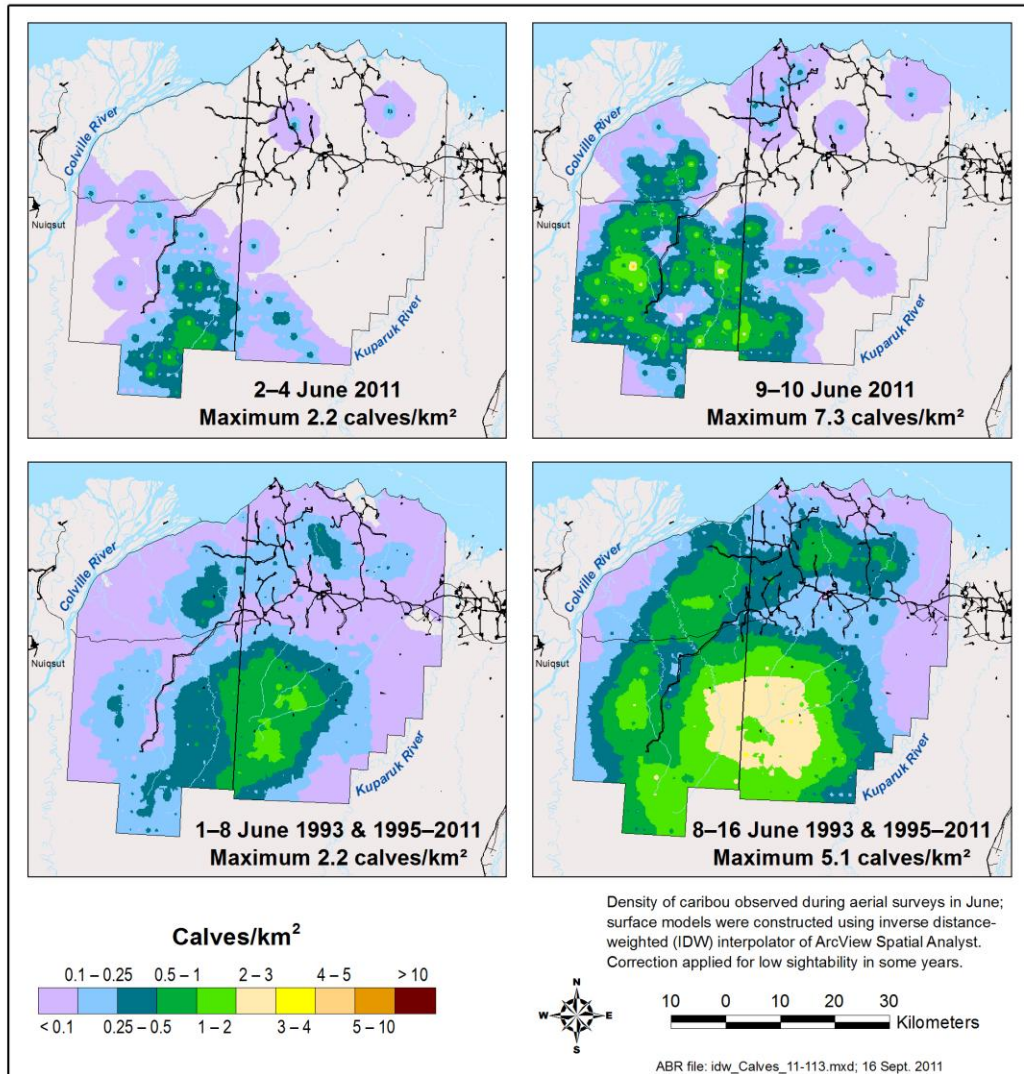 Colville River
Nuiqsut
Kuparuk River
2–4 June 2011
Maximum 2.2 calves/km²
Colville River
Nuiqsut
Kuparuk River
9–10 June 2011
Maximum 7.3 calves/km²
Colville River
Nuiqsut
Kuparuk River
1–8 June 1993 & 1995–2011
Maximum 2.2 calves/km²
Colville River
Nuiqsut
Kuparuk River
8–16 June 1993 & 1995–2011
Maximum 5.1 calves/km²
Calves/km²
0.1 – 0.25 0.5 – 1 2 – 3 4 – 5 > 10
< 0.1 0.25 – 0.5 1 – 2 3 – 4 5 - 10
Density of caribou observed during aerial surveys in June;
surface models were constructed using inverse distance-
weighted (IDW) interpolator of ArcView Spatial Analyst.
Correction applied for low sightability in some years.
N
W E
S
10 0 10 20 30
Kilometers
ABR file: idw_Calves_11-113.mxd; 16 Sept. 2011